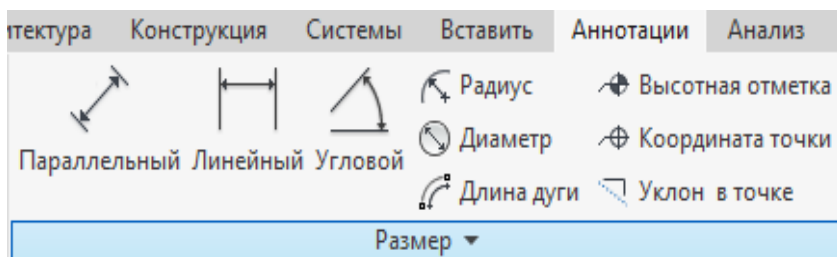 итектура Конструкция Системы Вставить Аннотации Анализ
Радиус Высотная отметка
Диаметр Координата точки
Параллельный Линейный Угловой
Длина дуги Уклон в точке
Размер